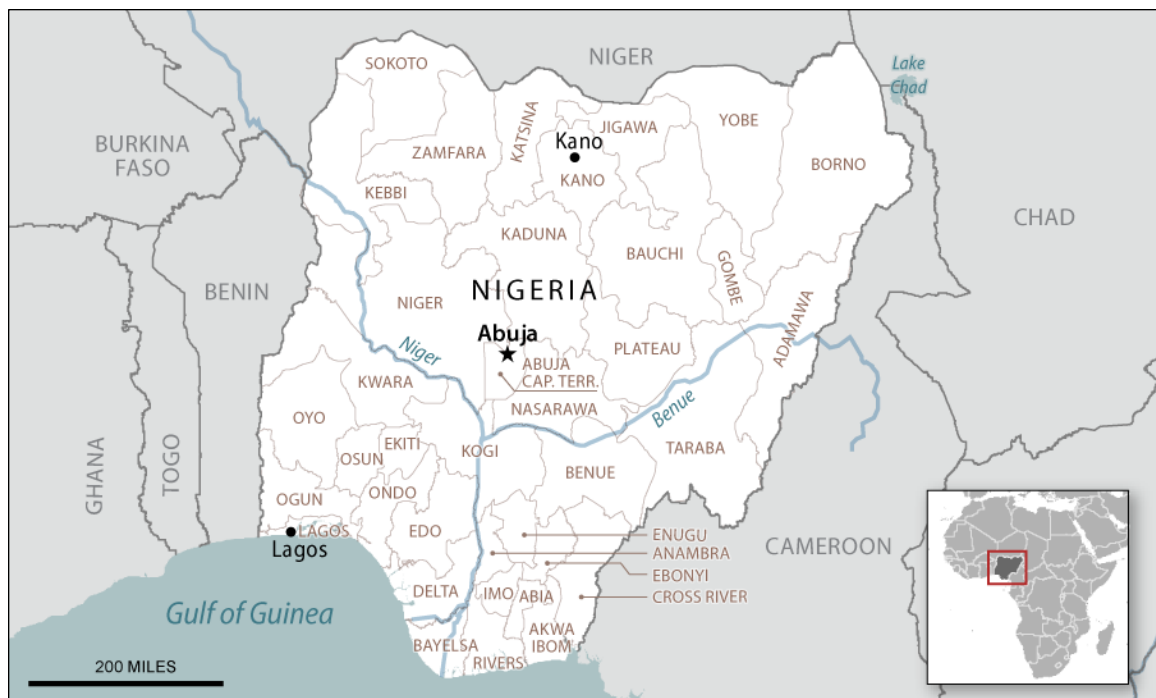 SOKOTO
NIGER
Lake
Chad
KATSINA
JIGAWA
YOBE
BURKINA
FASO
Kano
ZAMFARA
BORNO
KANO
KEBBI
CHAD
KADUNA
BAUCHI
GOMBE
BENIN
NIGERIA
NIGER
ADAMAWA
Abuja
Niger
PLATEAU
ABUJA
CAP. TERR.
KWARA
NASARAWA
Benue
OYO
GHANA
TOGO
EKITI
OSUN
KOGI
TARABA
BENUE
OGUN
ONDO
LAGOS
EDO
Lagos
ENUGU
ANAMBRA
EBONYI
CROSS RIVER
CAMEROON
DELTA
IMO
ABIA
Gulf of Guinea
BAYELSA
AKWA
IBOM
RIVERS
200 MILES